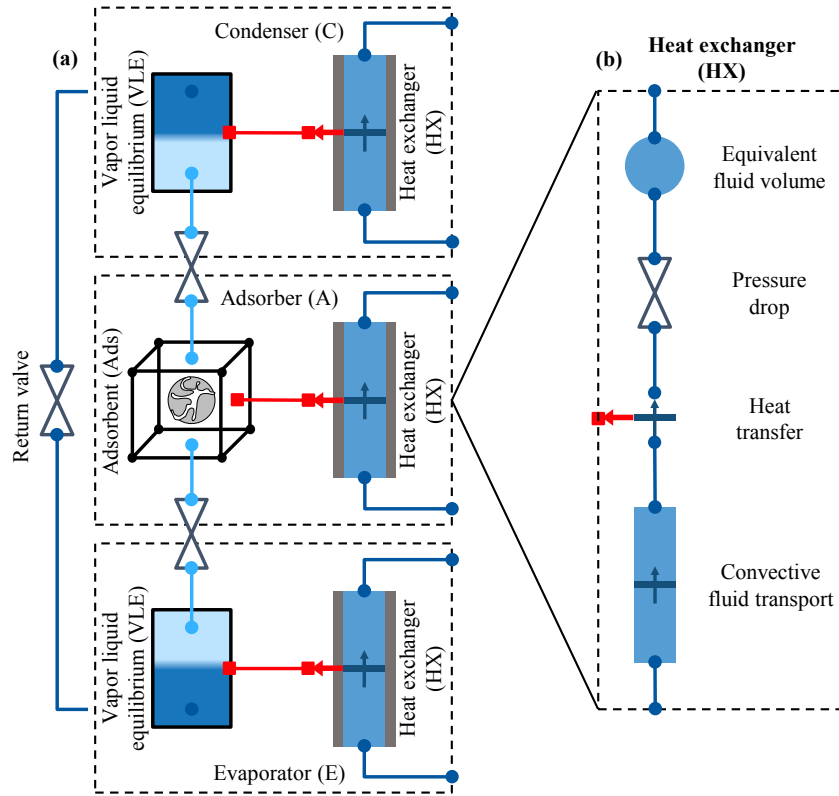 (a)
Condenser (C)
Vapor liquid
equilibrium (VLE)
Heat exchanger
(HX)
Return valve
Adsorber (A)
Adsorbent (Ads)
Heat exchanger
(HX)
Vapor liquid
equilibrium (VLE)
Heat exchanger
(HX)
Evaporator (E)
(b)
Heat exchanger
(HX)
Equivalent
fluid volume
Pressure
drop
Heat
transfer
Convective
fluid transport